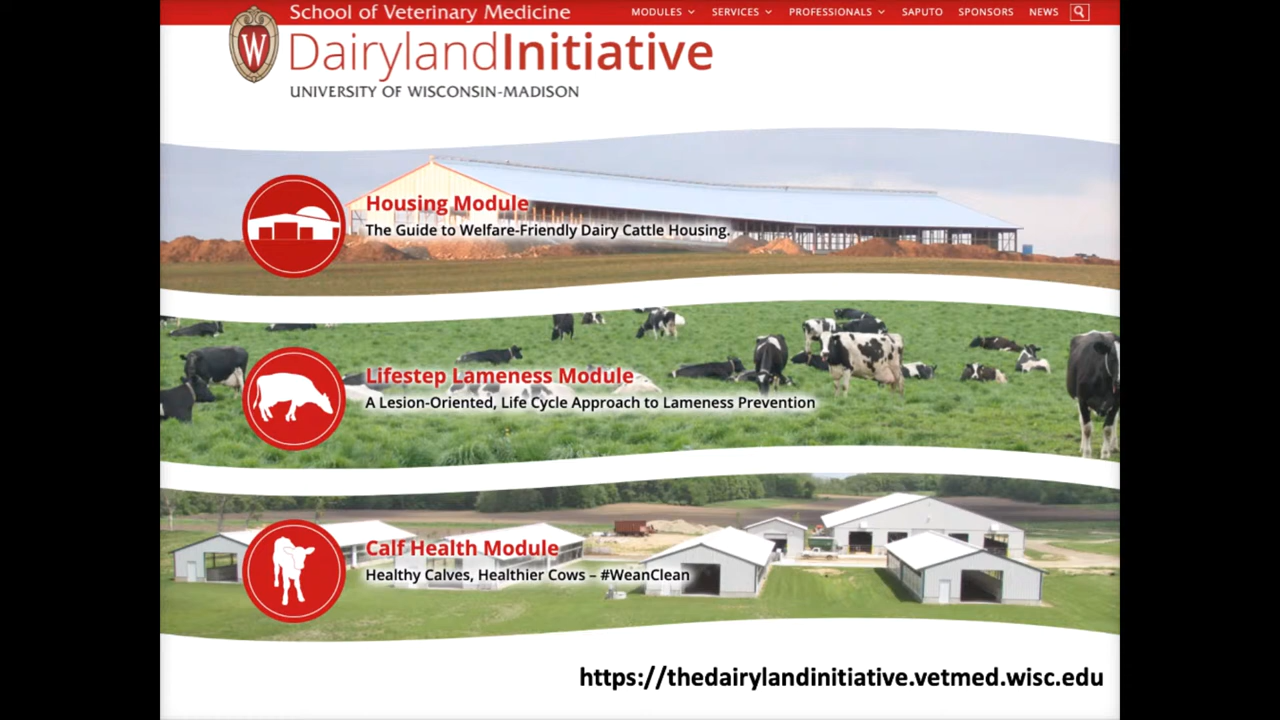 School of Veterinary Medicine
MODULES SERVICES PROFESSIONALS SAPUTO SPONSORS NEWS
W
DairylandInitiative
UNIVERSITY OF WISCONSIN-MADISON
Housing Module
The Guide to Welfare-Friendly Dairy Cattle Housing.
Lifestep Lameness Module
A Lesion-Oriented, Life Cycle Approach to Lameness Prevention
Calf Health Module
Healthy Calves, Healthier Cows – #WeanClean
https://thedairylandinitiative.vetmed.wisc.edu